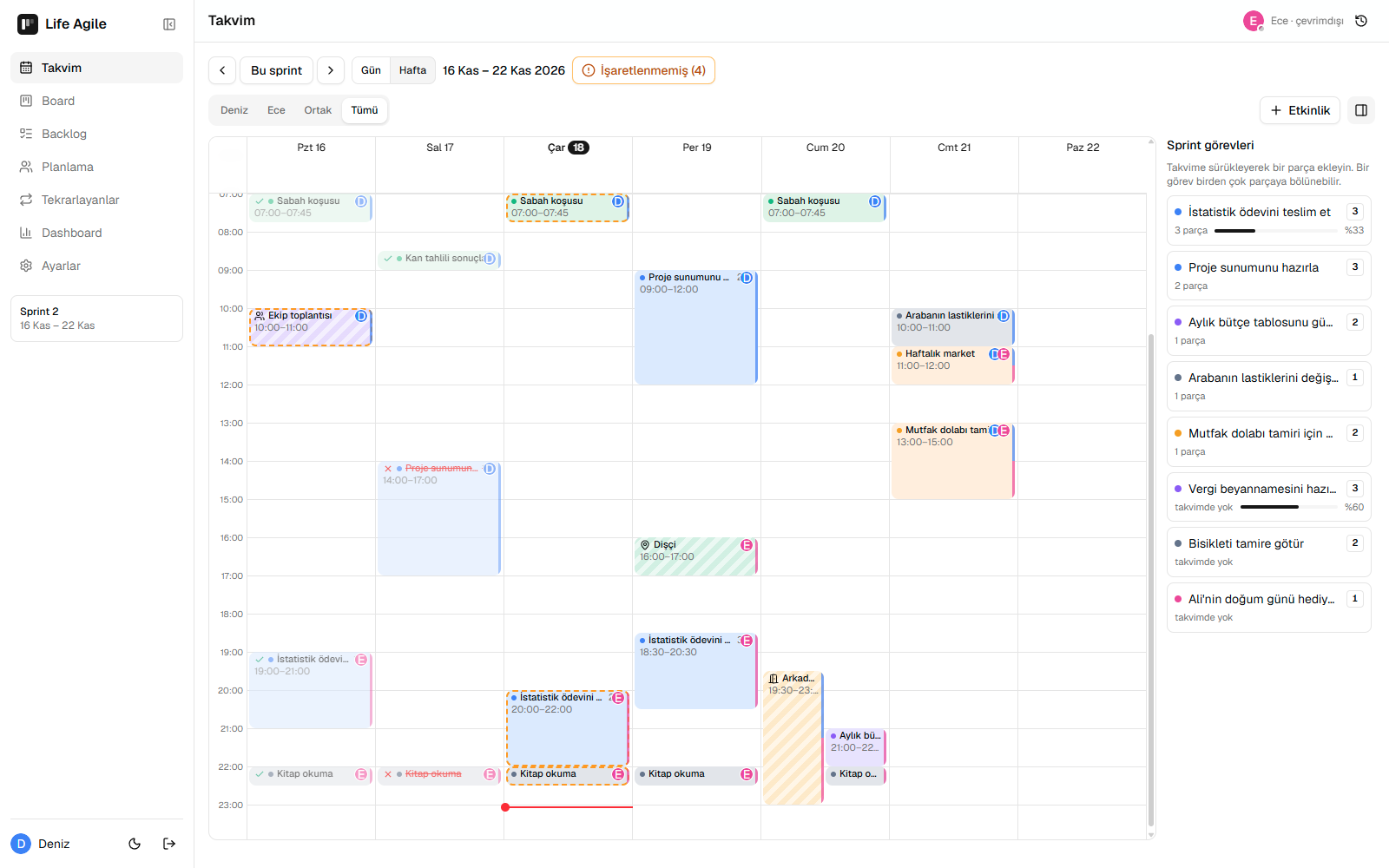 Life Agile
Takvim
Board
Backlog
Planlama
Tekrarlayanlar
Dashboard
Ayarlar
Sprint 2
16 Kas – 22 Kas
D Deniz
Takvim
E Ece · çevrimdışı
Bu sprint
Gün Hafta
16 Kas – 22 Kas 2026
İşaretlenmemiş (4)
Deniz Ece Ortak Tümü
+ Etkinlik
Pzt 16 Sal 17 Çar 18 Per 19 Cum 20 Cmt 21 Paz 22
07:00
08:00
09:00
10:00
11:00
12:00
13:00
14:00
15:00
16:00
17:00
18:00
19:00
20:00
21:00
22:00
23:00
Sabah koşusu D
07:00–07:45
Ekip toplantısı D
10:00–11:00
İstatistik ödevi... E
19:00–21:00
Kitap okuma E
Kan tahlili sonuçla D
Proje sunumun... D
14:00–17:00
Kitap okuma E
Sabah koşusu D
07:00–07:45
İstatistik ödevini ... E
20:00–22:00
Kitap okuma E
Proje sunumunu ... D
09:00–12:00
Dişçi E
16:00–17:00
İstatistik ödevini ... E
18:30–20:30
Kitap okuma E
Sabah koşusu D
07:00–07:45
Arkad...
19:30–23:...
Aylık bü...
21:00–22...
Kitap o...
Arabanın lastiklerini D
10:00–11:00
Haftalık market D E
11:00–12:00
Mutfak dolabı tam D E
13:00–15:00
Sprint görevleri
Takvime sürükleyerek bir parça ekleyin. Bir
görev birden çok parçaya bölünebilir.
İstatistik ödevini teslim et 3
3 parça %33
Proje sunumunu hazırla 3
2 parça
Aylık bütçe tablosunu gü... 2
1 parça
Arabanın lastiklerini değiş... 1
1 parça
Mutfak dolabı tamiri için ... 2
1 parça
Vergi beyannamesini hazı... 3
takvimde yok %60
Bisikleti tamire götür 2
takvimde yok
Ali'nin doğum günü hediy... 1
takvimde yok